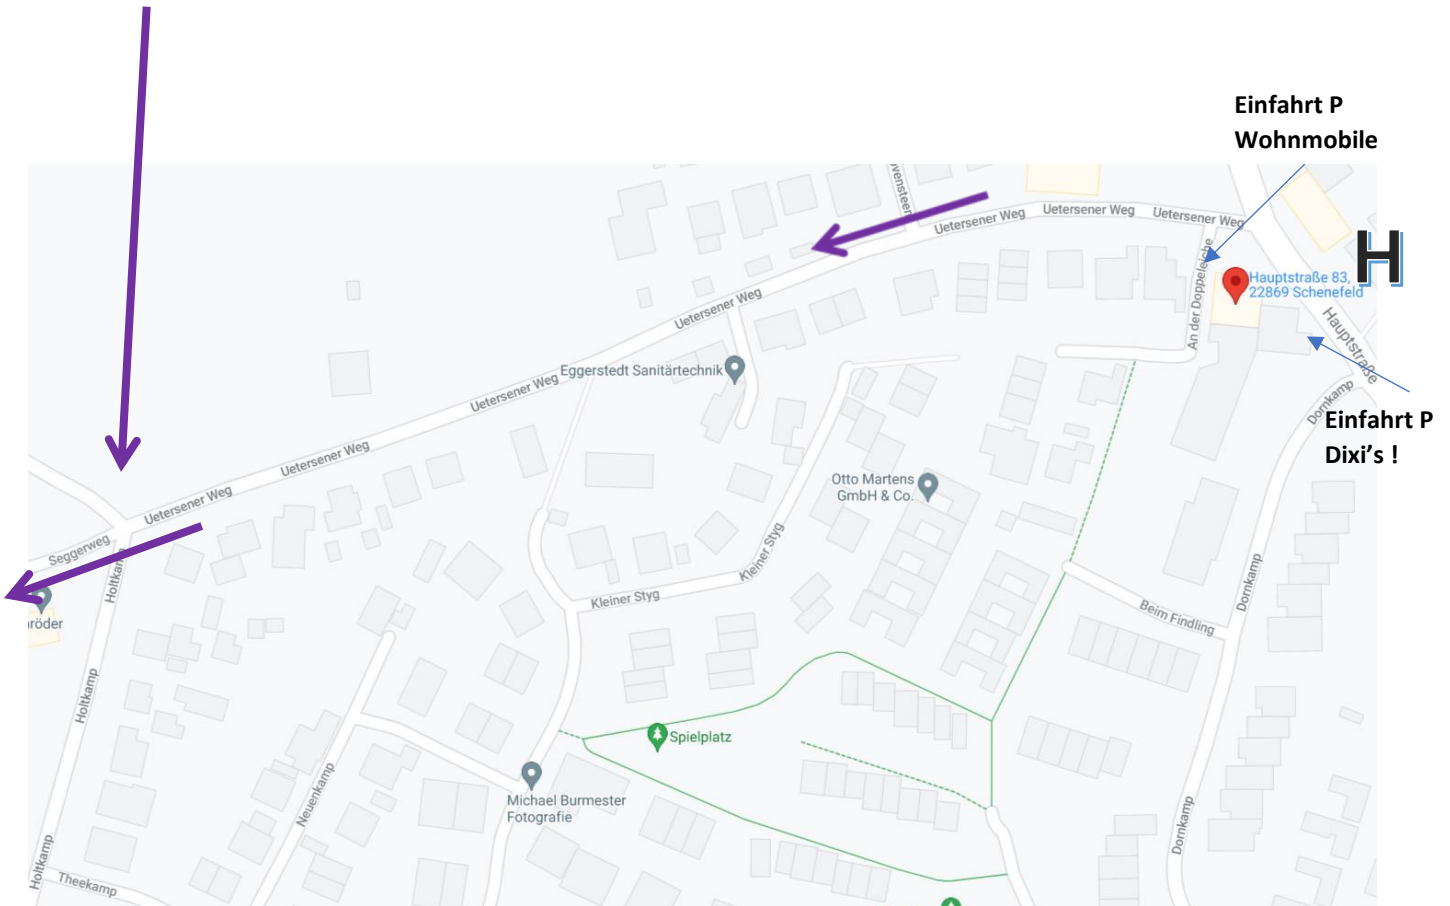 Einfahrt P
Wohnmobile
ovensteen
Uetersener Weg
Uetersener Weg
Uetersener Weg
An der Doppeleiche
H
Hauptstraße 83,
22869 Schenefeld
Hauptstraße
Uetersener Weg
Eggerstedt Sanitärtechnik
Uetersener Weg
Dornkamp
Einfahrt P
Dixi's !
Uetersener Weg
Otto Martens
GmbH & Co.
Uetersener Weg
Seggerweg
Holtkamp
Kleiner Styg
Kleiner Styg
Dornkamp
Beim Findling
röder
Holtkamp
Spielplatz
Neuenkamp
Michael Burmester
Fotografie
Dornkamp
Holtkamp
Theekamp